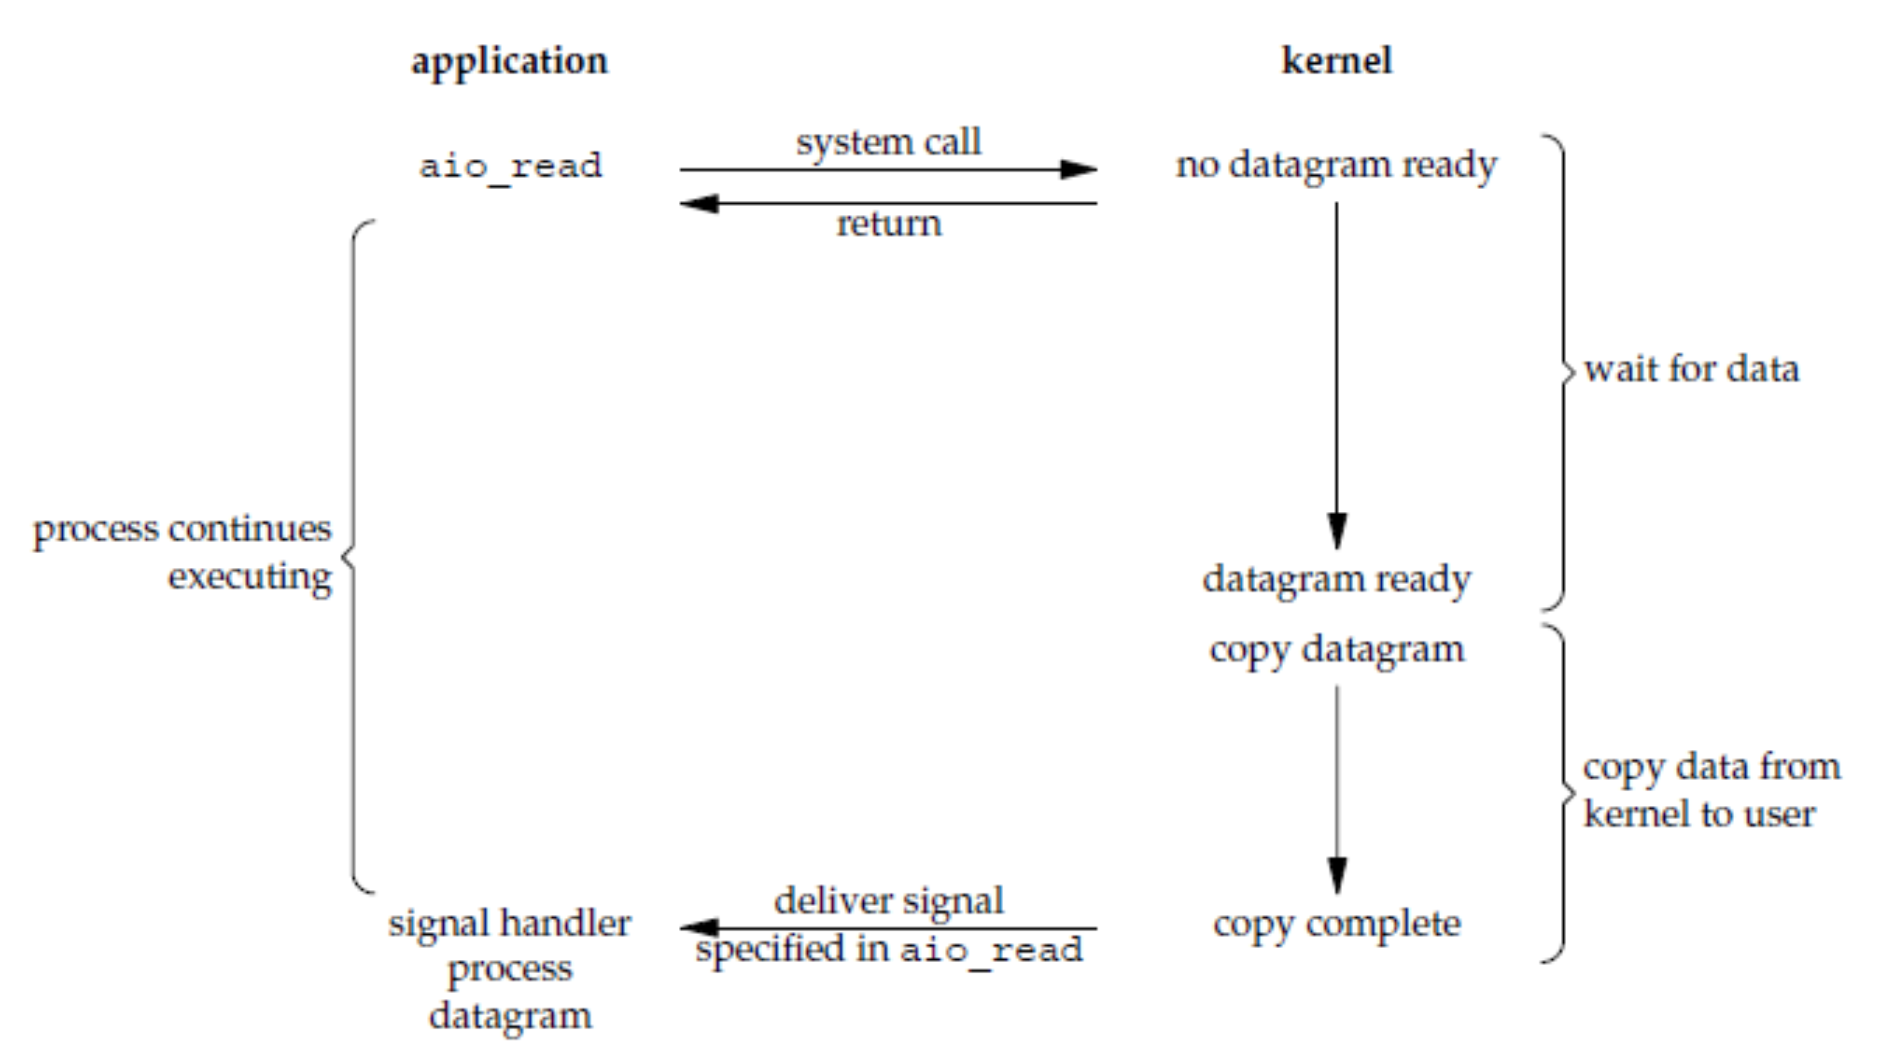 application
kernel
aio_read
system call
no datagram ready
return
wait for data
process continues
executing
datagram ready
copy datagram
copy data from
kernel to user
deliver signal
signal handler
copy complete
specified in aio_read
process
datagram